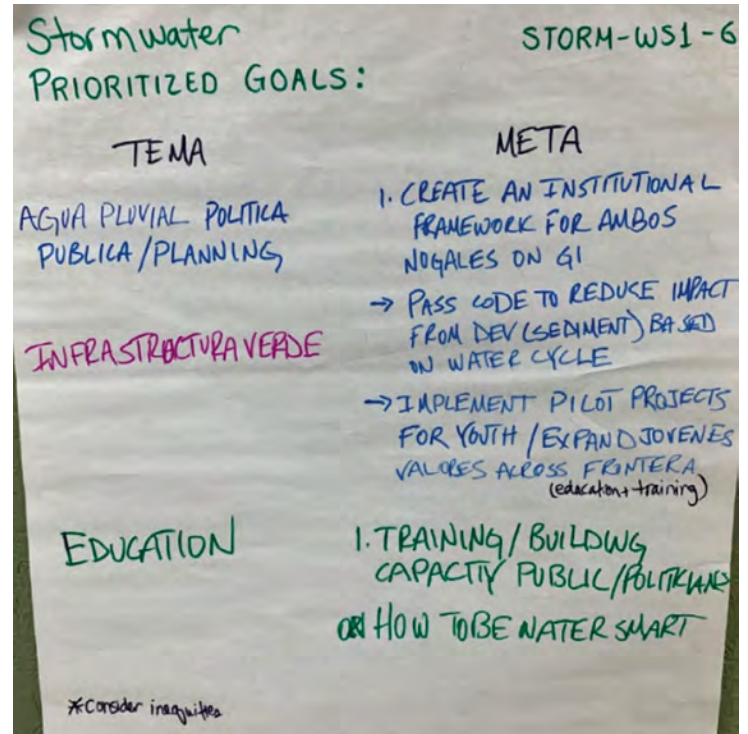 Stormwater
STORM-WS1-6
PRIORITIZED GOALS:
TEMA
META
AGUA PLUVIAL POLITICA
PUBLICA/PLANNING
1. CREATE AN INSTITUTIONAL
FRAMEWORK FOR AMBOS
NOGALES ON GI
→ PASS CODE TO REDUCE IMPACT
FROM DEV (SEDIMENT) BASED
ON WATER CYCLE
INFRASTRUCTURA VERDE
→ IMPLEMENT PILOT PROJECTS
FOR YOUTH / EXPAND JOVENES
VALORES ACROSS FRONTERA
(education + training)
EDUCATION
1. TRAINING / BUILDING
CAPACITY PUBLIC/POLITICIANS
ON HOW TO BE WATER SMART
*Consider inequities